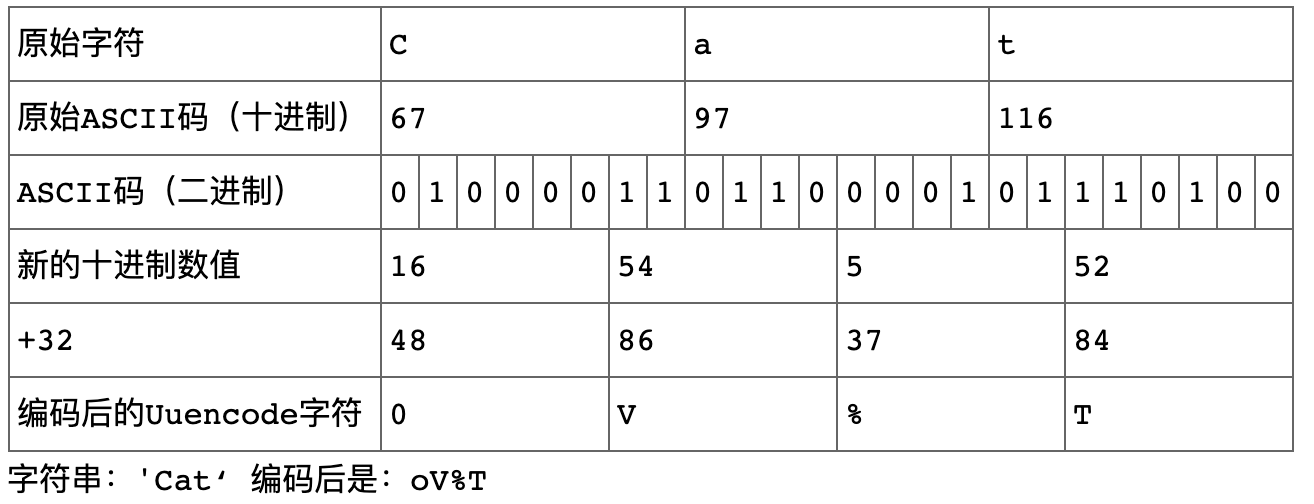 原始字符 C a t
原始ASCII码（十进制） 67 97 116
ASCII码（二进制） 0 1 0 0 0 0 1 1 0 1 1 0 0 0 0 1 0 1 1 1 0 1 0 0
新的十进制数值 16 54 5 52
+32 48 86 37 84
编码后的Uuencode字符 0 V % T
字符串：'Cat‘ 编码后是：oV%T